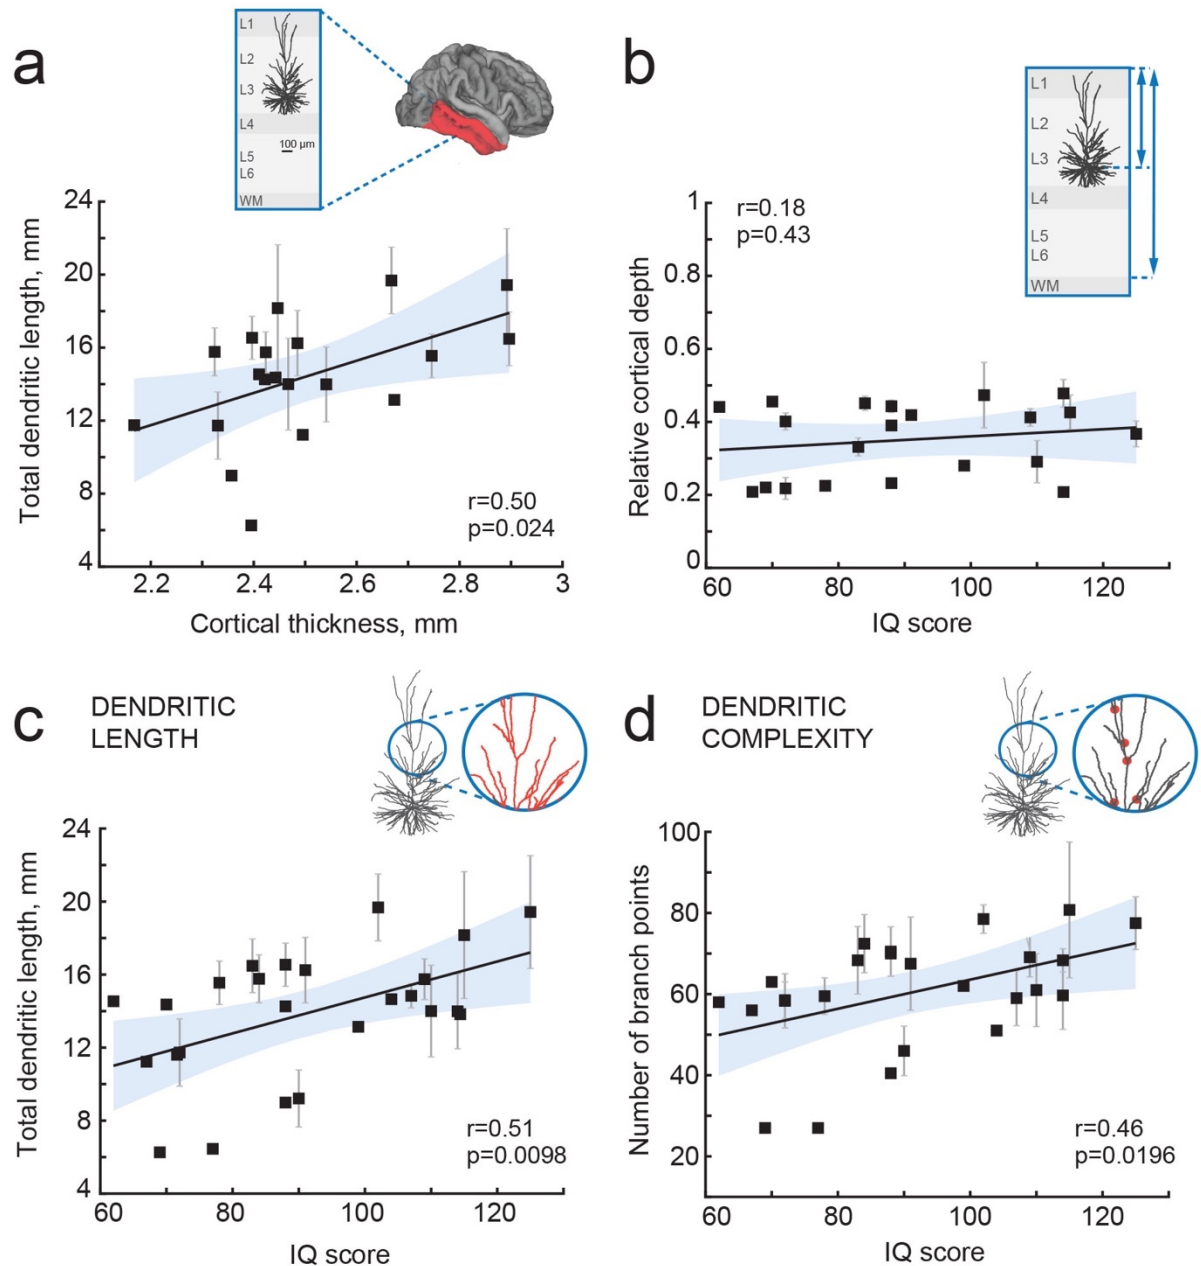 a
L1
L2
L3
L4
100 µm
L5
L6
WM
24
20
16
12
8
4
Total dendritic length, mm
r=0.50
p=0.024
2.2 2.4 2.6 2.8 3
Cortical thickness, mm
b
L1
L2
L3
L4
L5
L6
WM
r=0.18
p=0.43
1
0.8
0.6
0.4
0.2
0
Relative cortical depth
60 80 100 120
IQ score
c
DENDRITIC
LENGTH
24
20
16
12
8
4
Total dendritic length, mm
r=0.51
p=0.0098
60 80 100 120
IQ score
d
DENDRITIC
COMPLEXITY
100
80
60
40
20
Number of branch points
r=0.46
p=0.0196
60 80 100 120
IQ score